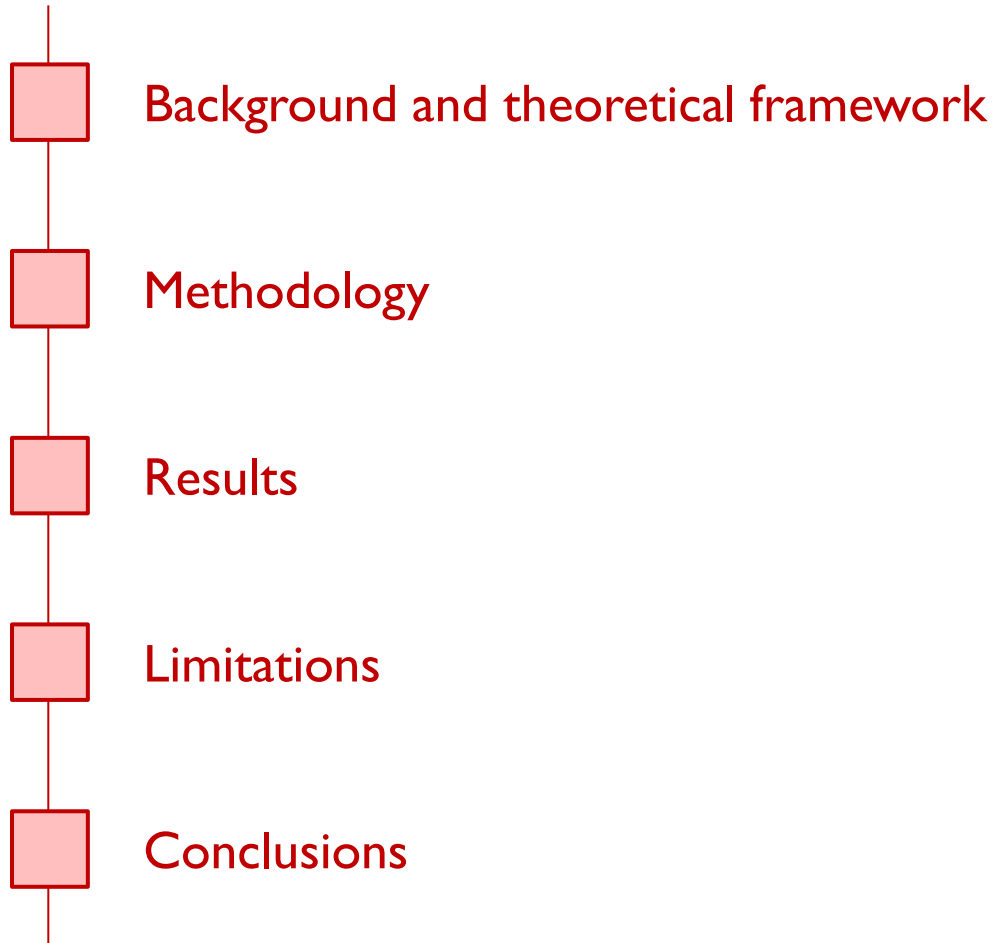 Background and theoretical framework
Methodology
Results
Limitations
Conclusions